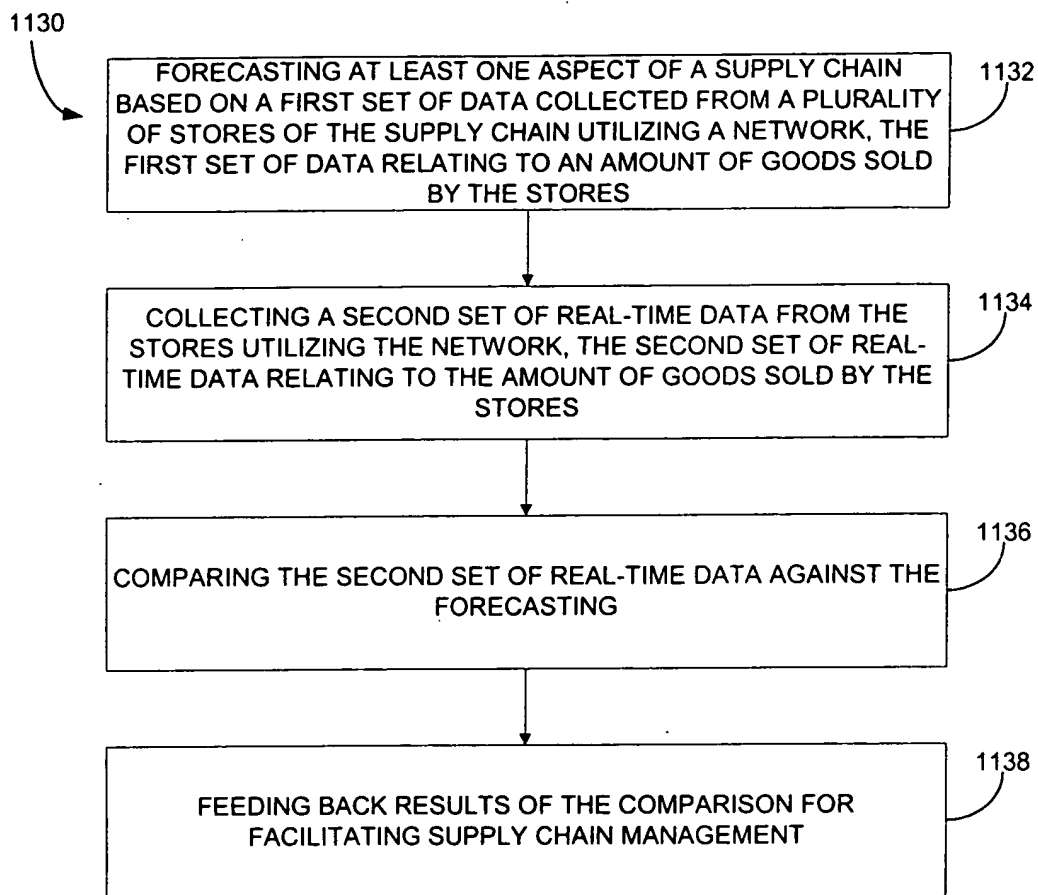 1130
FORECASTING AT LEAST ONE ASPECT OF A SUPPLY CHAIN
BASED ON A FIRST SET OF DATA COLLECTED FROM A PLURALITY
OF STORES OF THE SUPPLY CHAIN UTILIZING A NETWORK, THE
FIRST SET OF DATA RELATING TO AN AMOUNT OF GOODS SOLD
BY THE STORES
1132
COLLECTING A SECOND SET OF REAL-TIME DATA FROM THE
STORES UTILIZING THE NETWORK, THE SECOND SET OF REAL-
TIME DATA RELATING TO THE AMOUNT OF GOODS SOLD BY THE
STORES
1134
COMPARING THE SECOND SET OF REAL-TIME DATA AGAINST THE
FORECASTING
1136
FEEDING BACK RESULTS OF THE COMPARISON FOR
FACILITATING SUPPLY CHAIN MANAGEMENT
1138